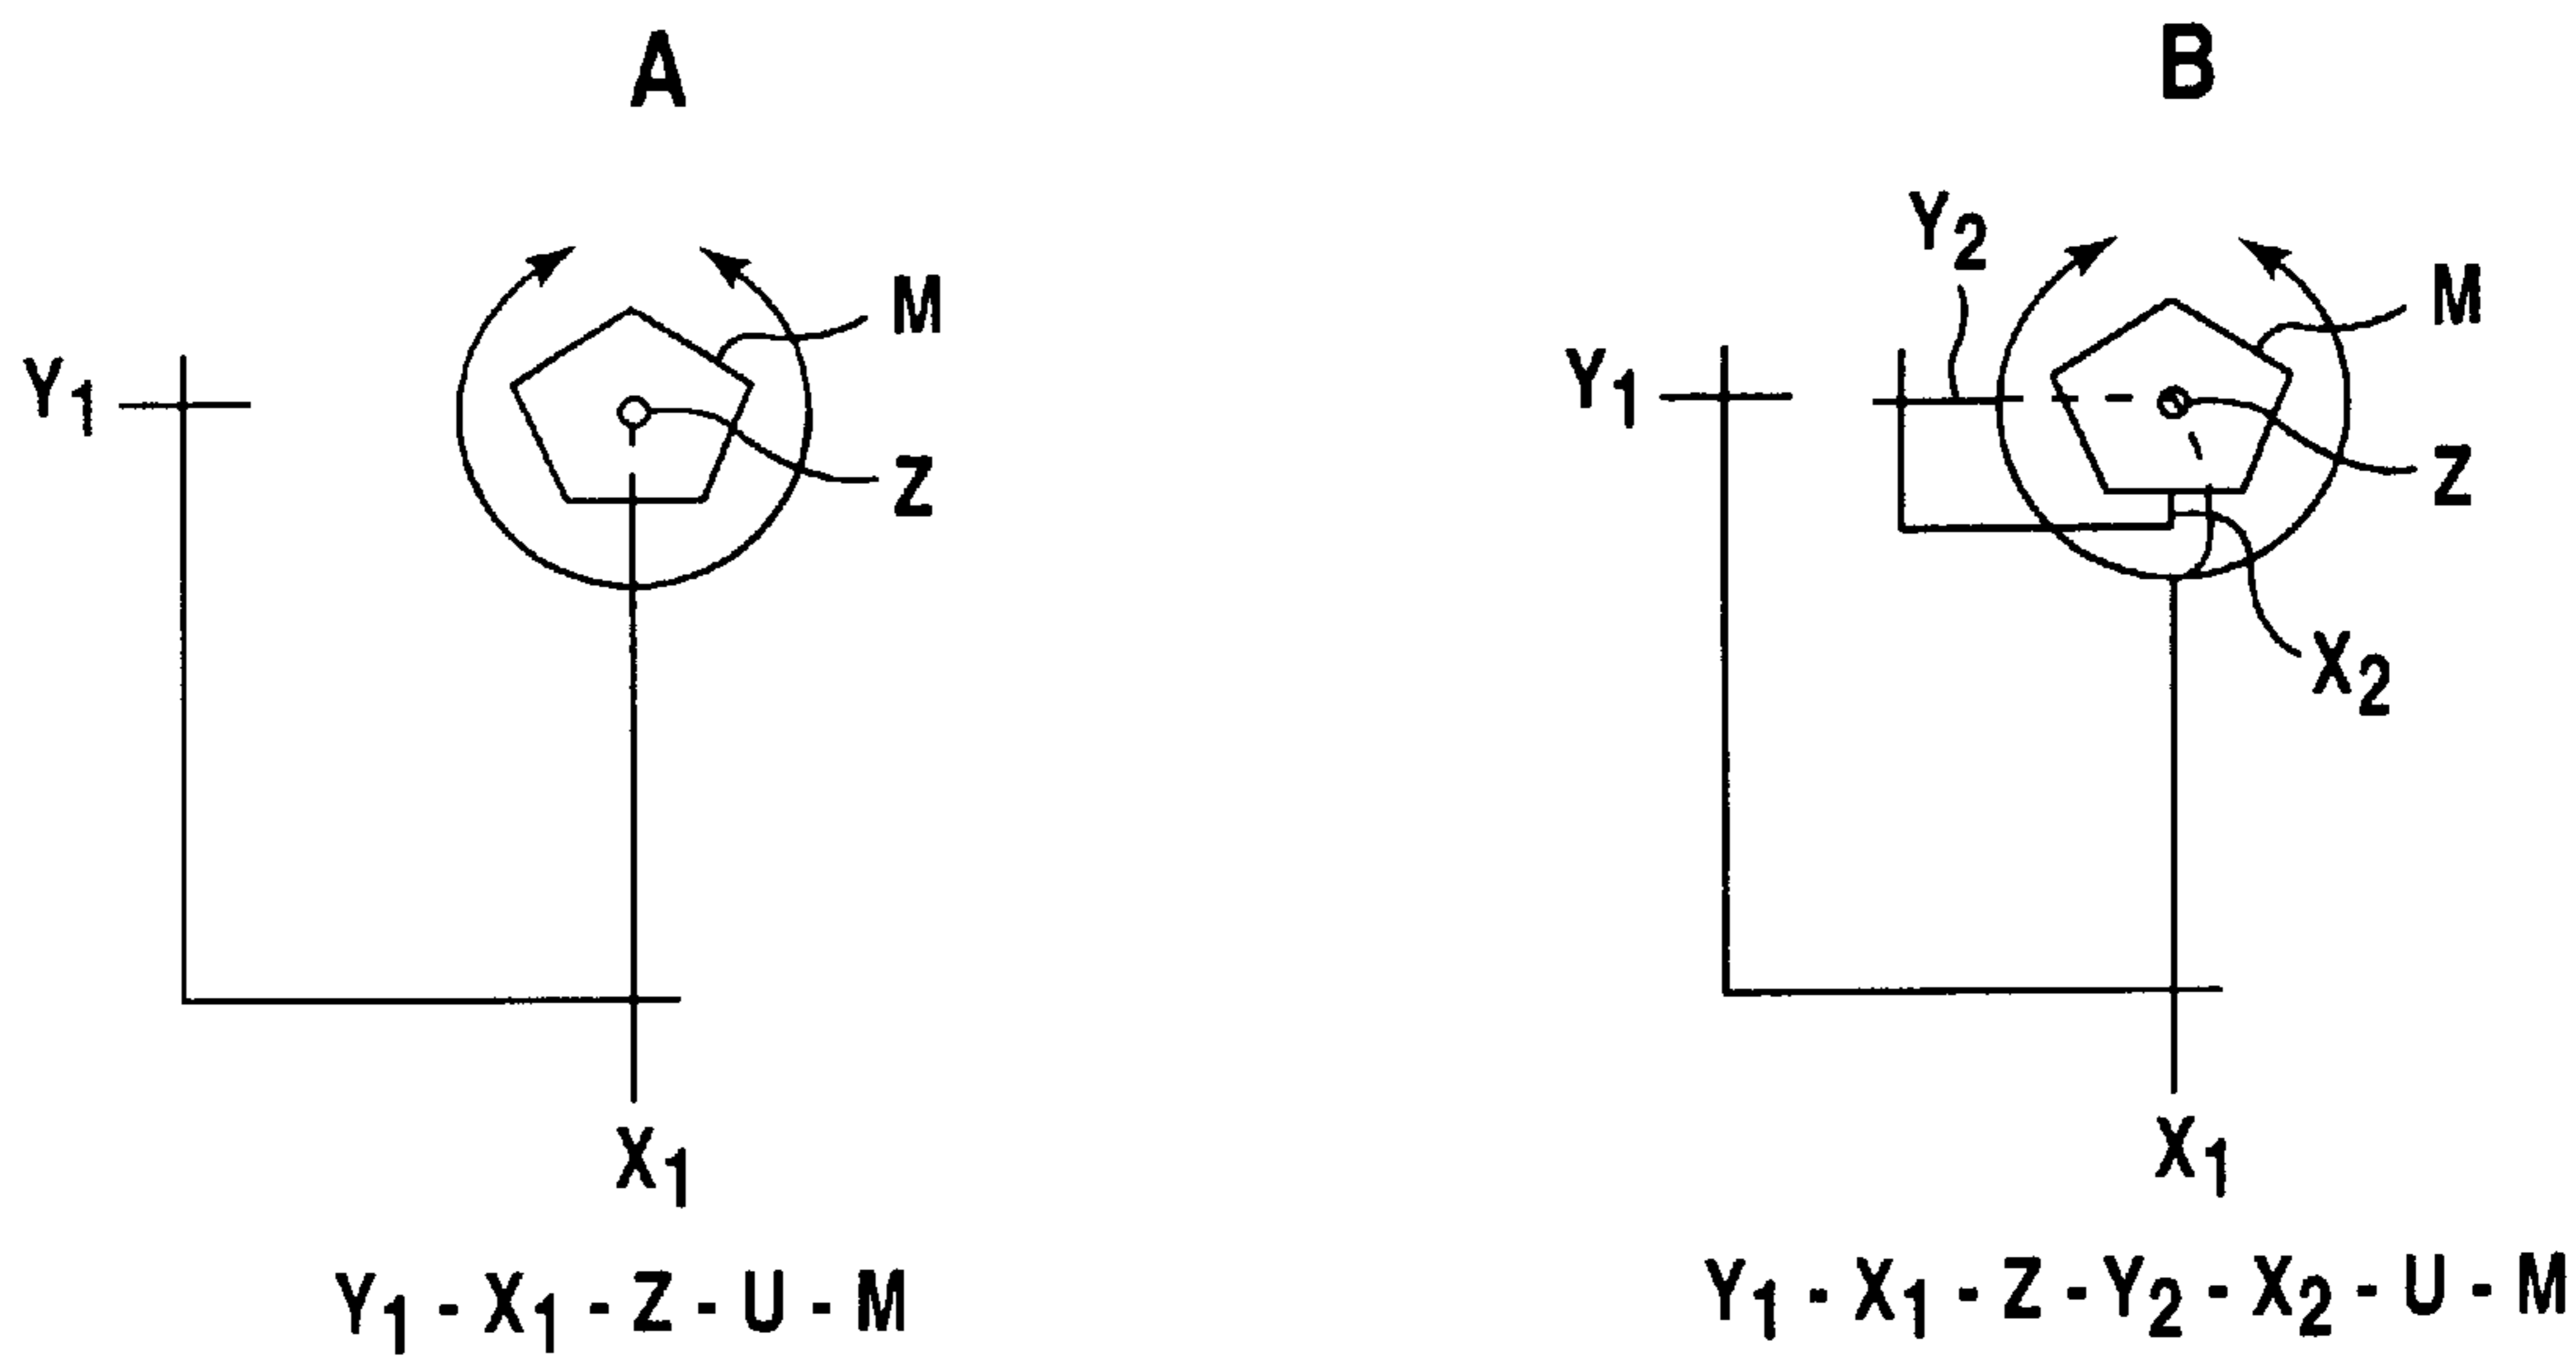 A
M
Y1
Z
X1
Y1 - X1 - Z - U - M
B
Y2
M
Y1
Z
X2
X1
Y1 - X1 - Z - Y2 - X2 - U - M